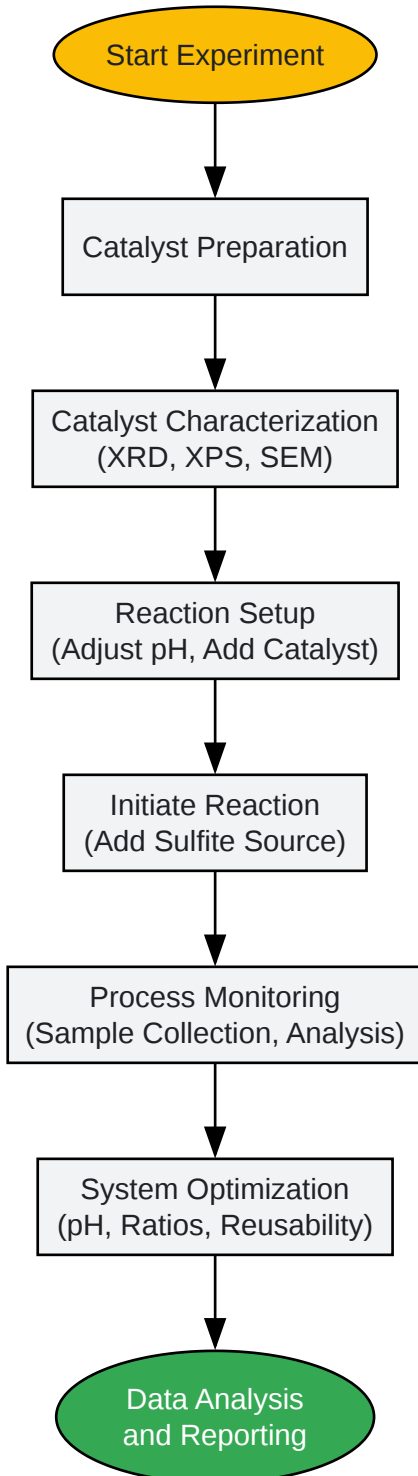 Start Experiment
Catalyst Preparation
Catalyst Characterization
(XRD, XPS, SEM)
Reaction Setup
(Adjust pH, Add Catalyst)
Initiate Reaction
(Add Sulfite Source)
Process Monitoring
(Sample Collection, Analysis)
System Optimization
(pH, Ratios, Reusability)
Data Analysis
and Reporting